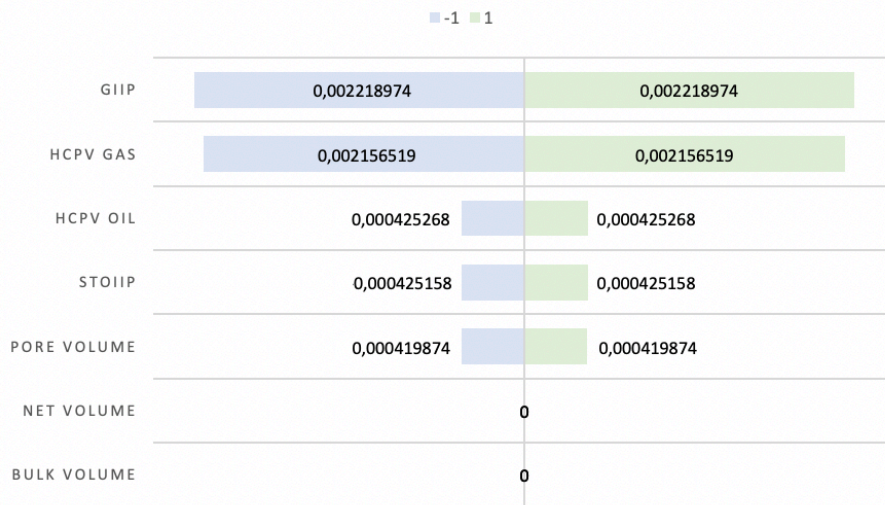 -1 1
GIIP 0,002218974 0,002218974
HCPV GAS 0,002156519 0,002156519
HCPV OIL 0,000425268 0,000425268
STOIIP 0,000425158 0,000425158
PORE VOLUME 0,000419874 0,000419874
NET VOLUME 0
BULK VOLUME 0